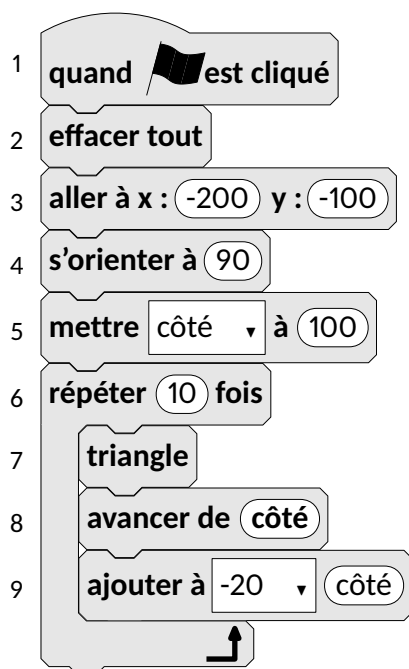 1 quand est cliqué
2 effacer tout
3 aller à x : -200 y : -100
4 s'orienter à 90
5 mettre côté ▾ à 100
6 répéter 10 fois
7 triangle
8 avancer de côté
9 ajouter à -20 ▾ côté